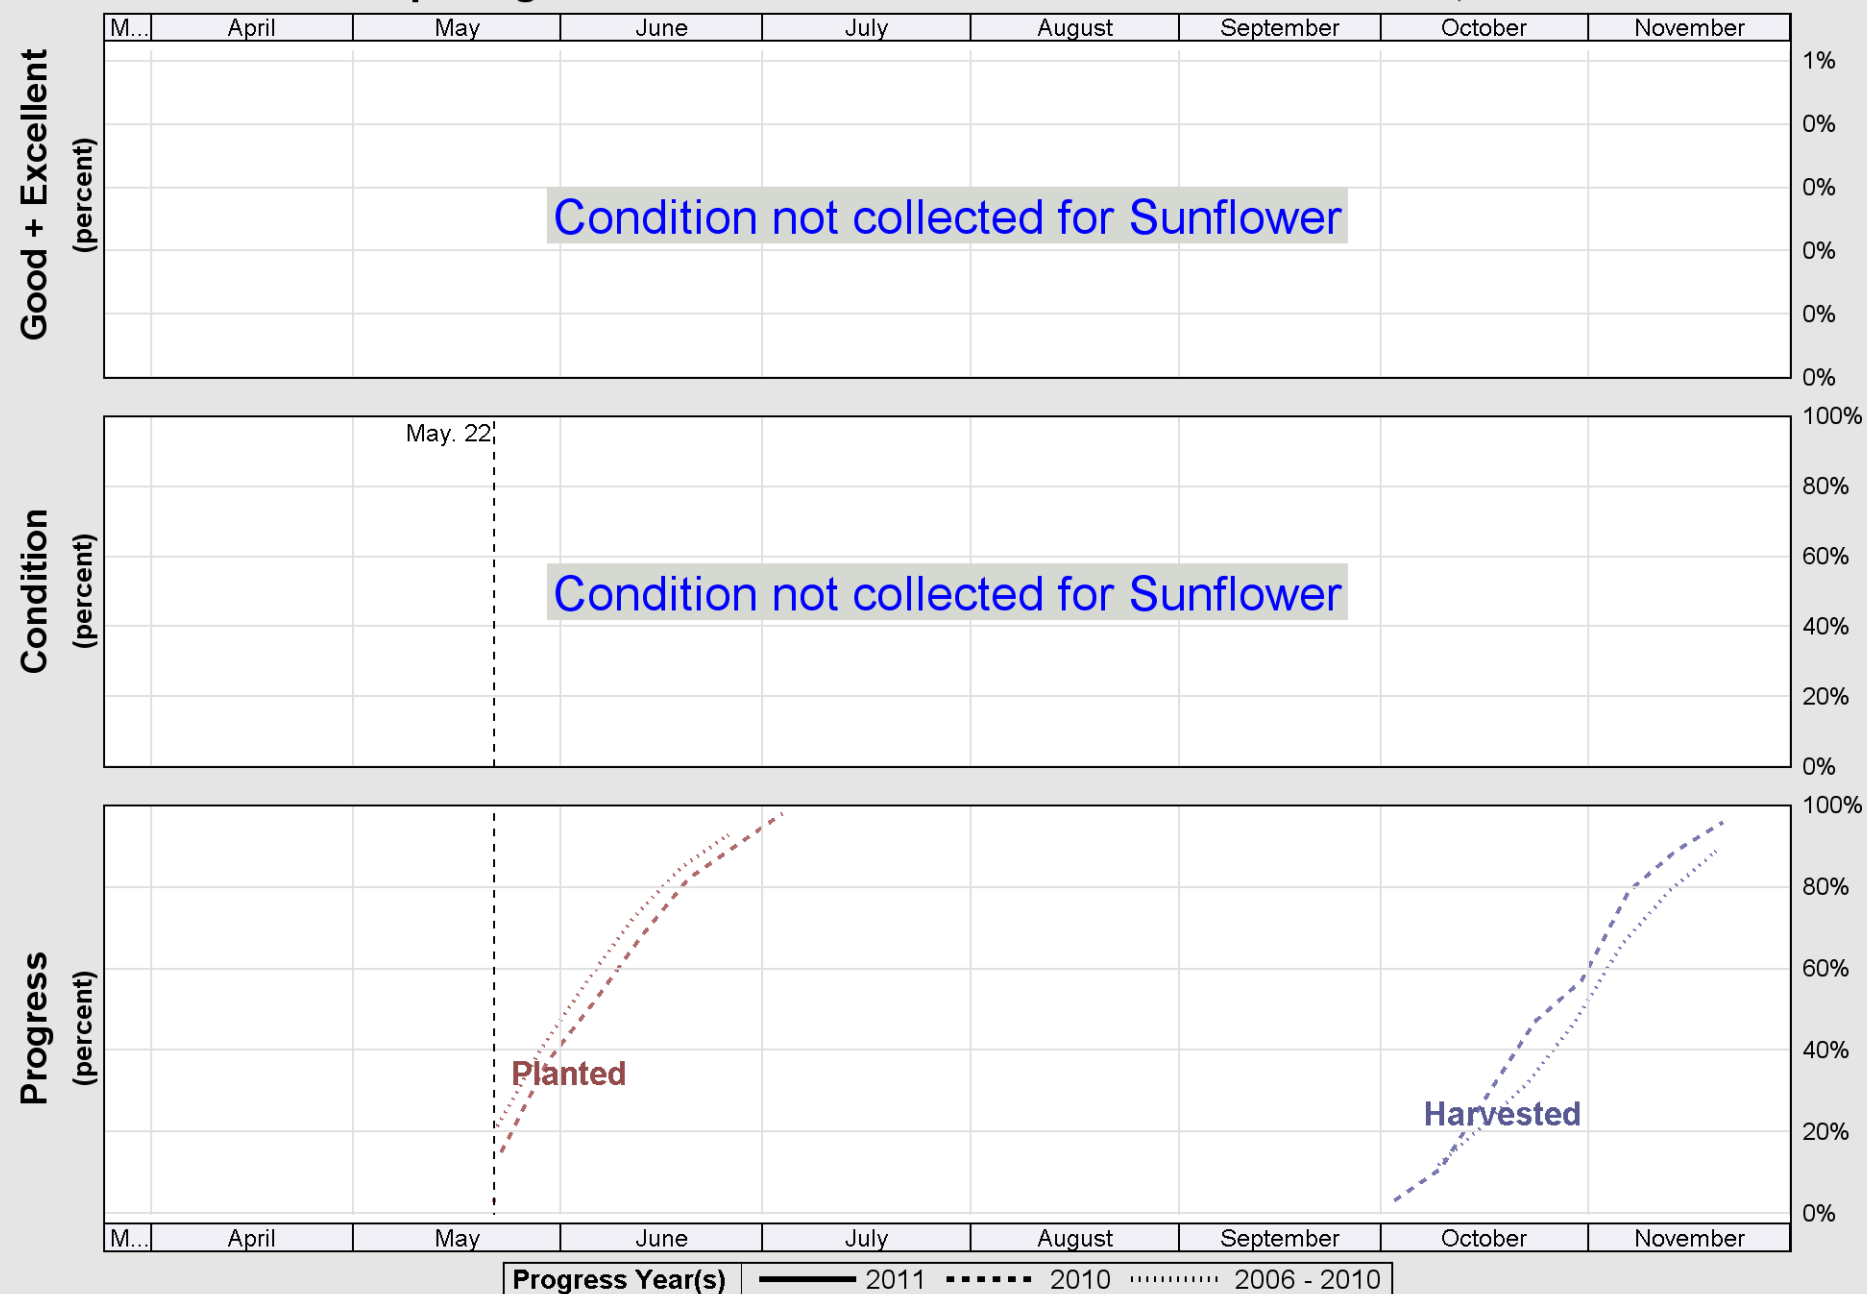 M... April May June July August September October November
Good + Excellent
(percent)
1%
0%
0%
0%
0%
0%
Condition not collected for Sunflower
Condition
(percent)
May. 22
100%
80%
60%
40%
20%
0%
Condition not collected for Sunflower
Progress
(percent)
100%
80%
60%
40%
20%
0%
Planted
Harvested
M... April May June July August September October November
Progress Year(s) 2011 2010 2006 - 2010